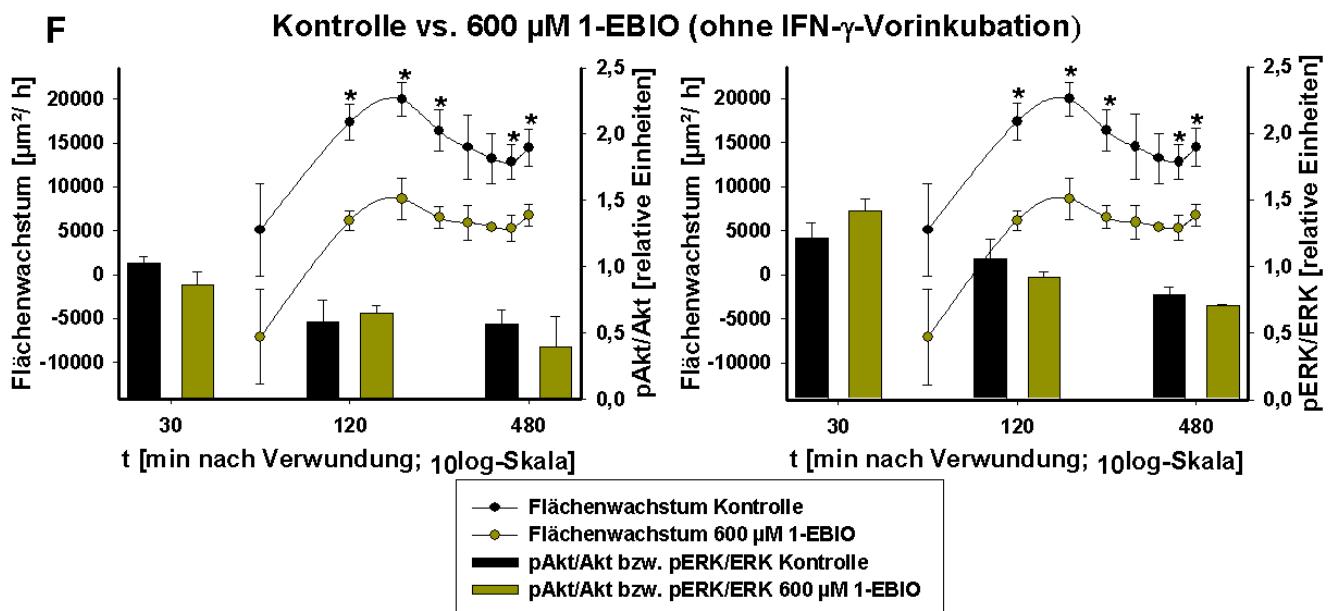 F
Kontrolle vs. 600 µM 1-EBIO (ohne IFN-γ-Vorinkubation)
Flächenwachstum [µm²/ h]
20000
15000
10000
5000
0
-5000
-10000
* * * * *
2,5
2,0
1,5
1,0
0,5
0,0
pAkt/Akt [relative Einheiten]
30 120 480
t [min nach Verwundung; 10log-Skala]
Flächenwachstum [µm²/ h]
20000
15000
10000
5000
0
-5000
-10000
* * * * *
2,5
2,0
1,5
1,0
0,5
0,0
pERK/ERK [relative Einheiten]
30 120 480
t [min nach Verwundung; 10log-Skala]
Flächenwachstum Kontrolle
Flächenwachstum 600 µM 1-EBIO
pAkt/Akt bzw. pERK/ERK Kontrolle
pAkt/Akt bzw. pERK/ERK 600 µM 1-EBIO